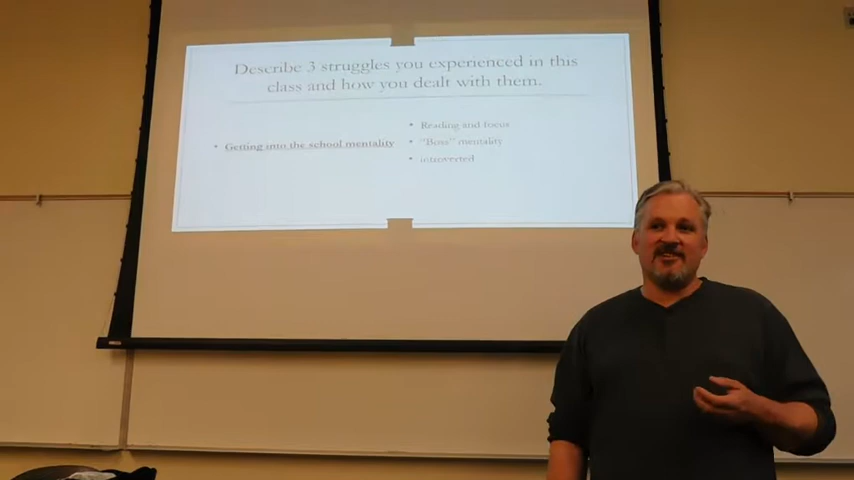 Describe 3 struggles you experienced in this
class and how you dealt with them.
• Getting into the school mentality
• Reading and focus
• "Boss" mentality
• introverted